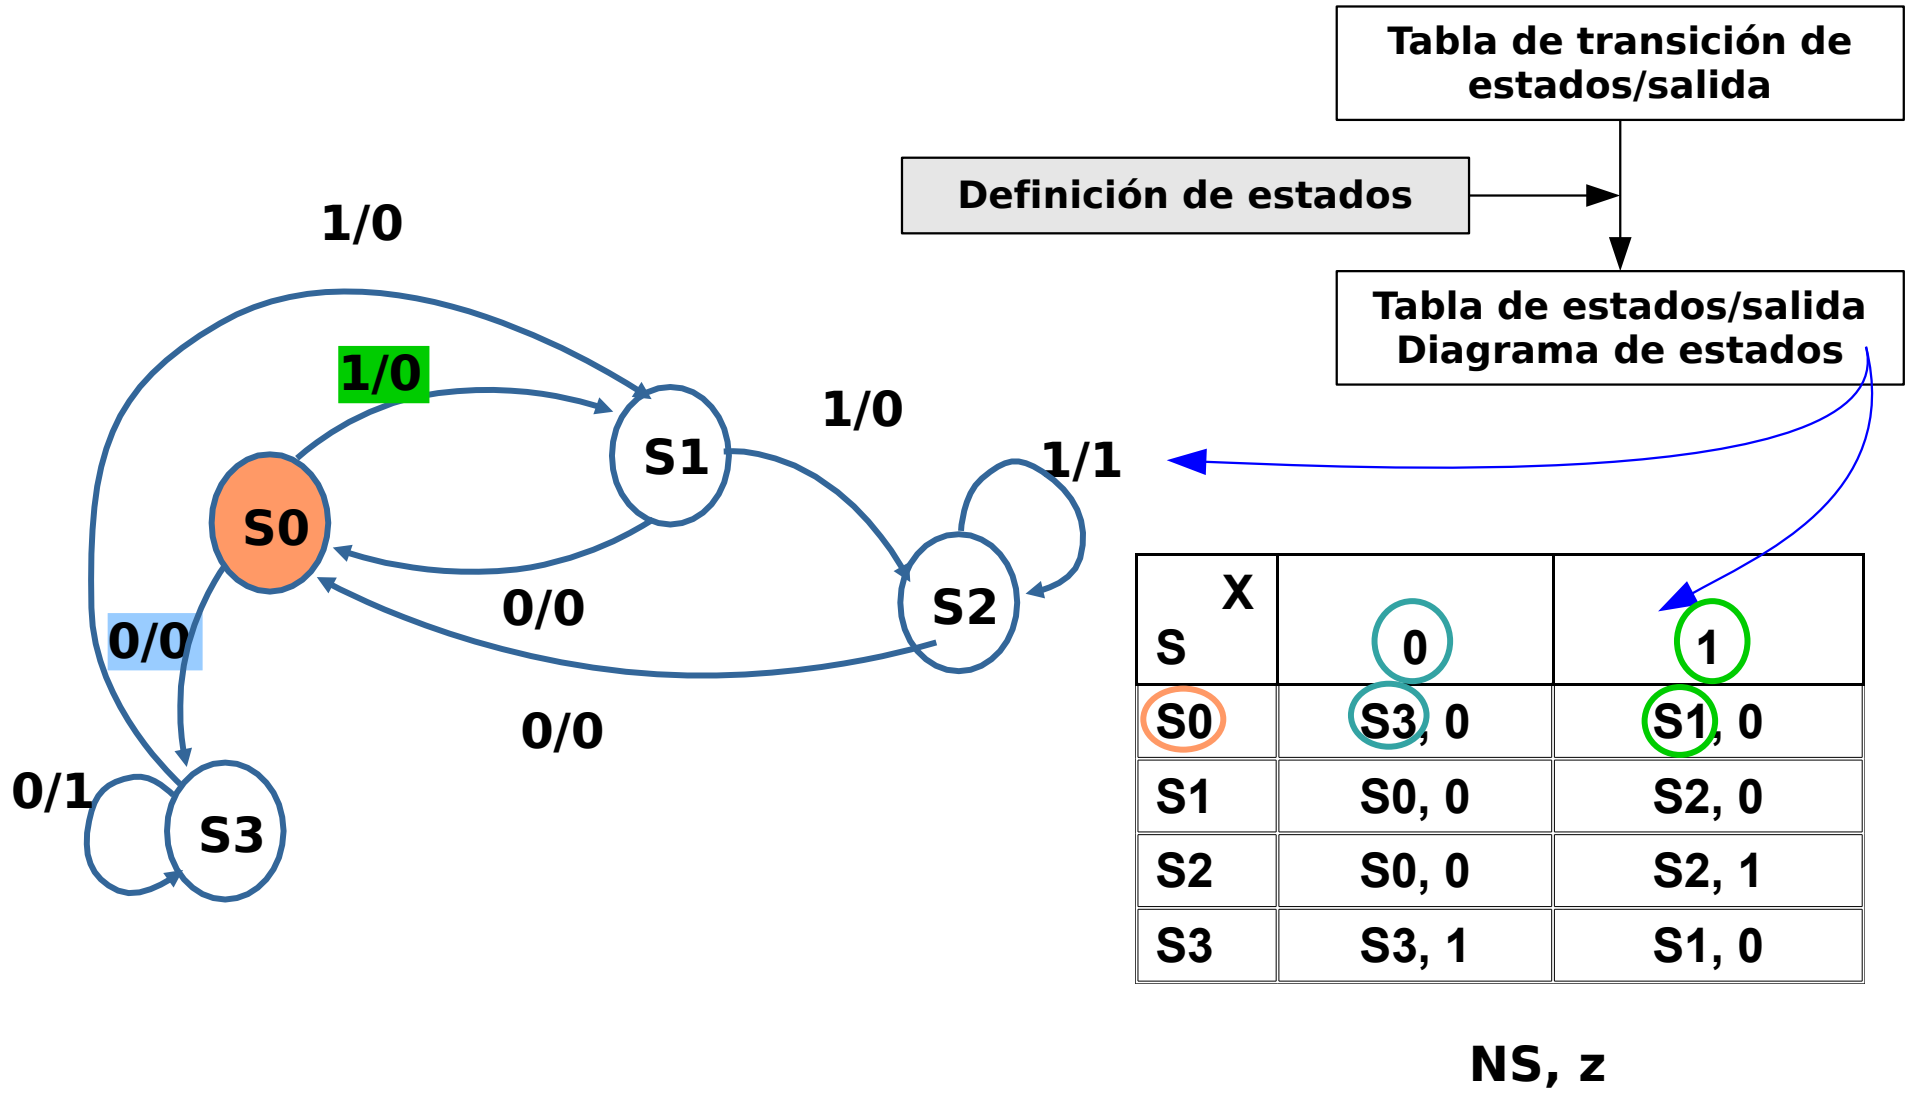 Tabla de transición de
estados/salida
Definición de estados
Tabla de estados/salida
Diagrama de estados
1/0
1/0
1/0
1/1
S1
S0
S2
0/0
0/0
0/0
0/1
S3
X
S 0 1
S0 S3, 0 S1, 0
S1 S0, 0 S2, 0
S2 S0, 0 S2, 1
S3 S3, 1 S1, 0
NS, z